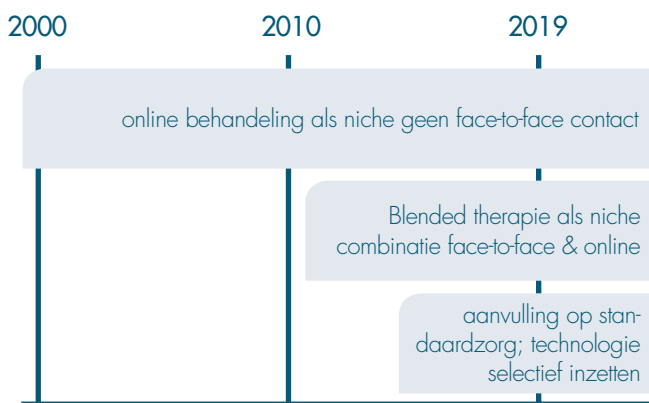 2000 2010 2019
online behandeling als niche geen face-to-face contact
Blended therapie als niche
combinatie face-to-face & online
aanvulling op stan-
daardzorg; technologie
selectief inzetten